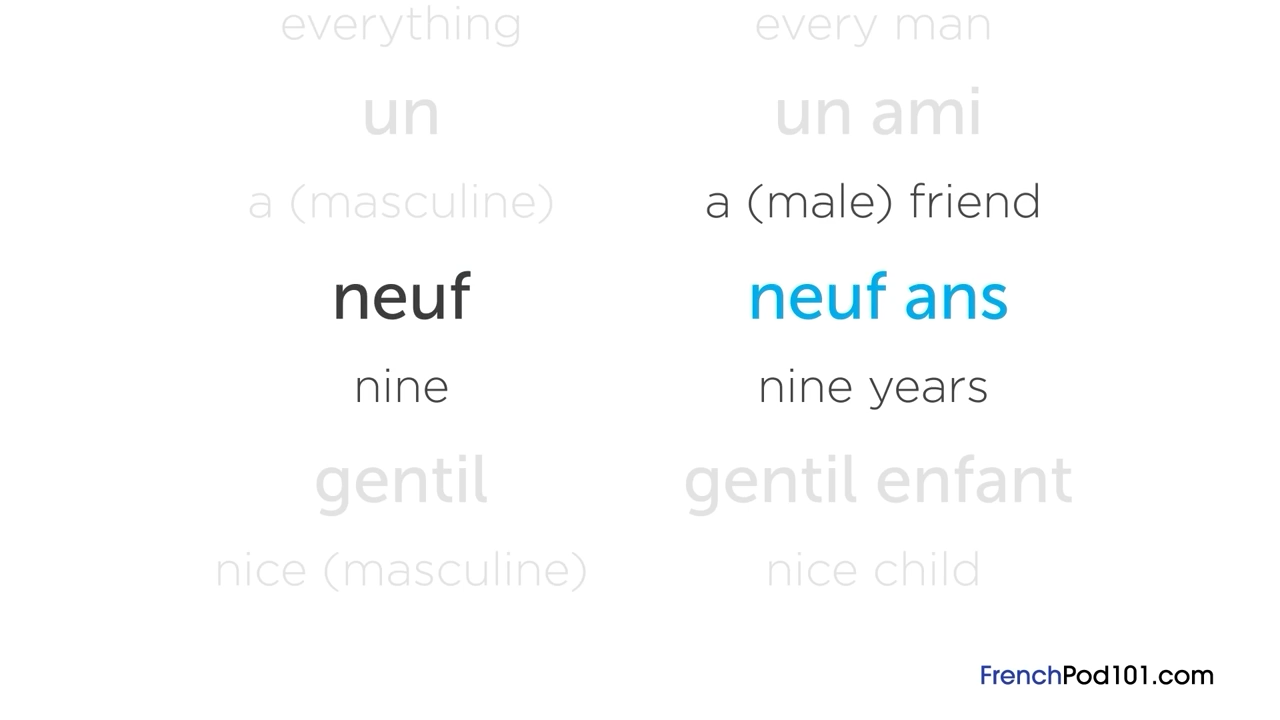 everything every man
un un ami
a (masculine) a (male) friend
neuf neuf ans
nine nine years
gentil gentil enfant
nice (masculine) nice child
FrenchPod101.com